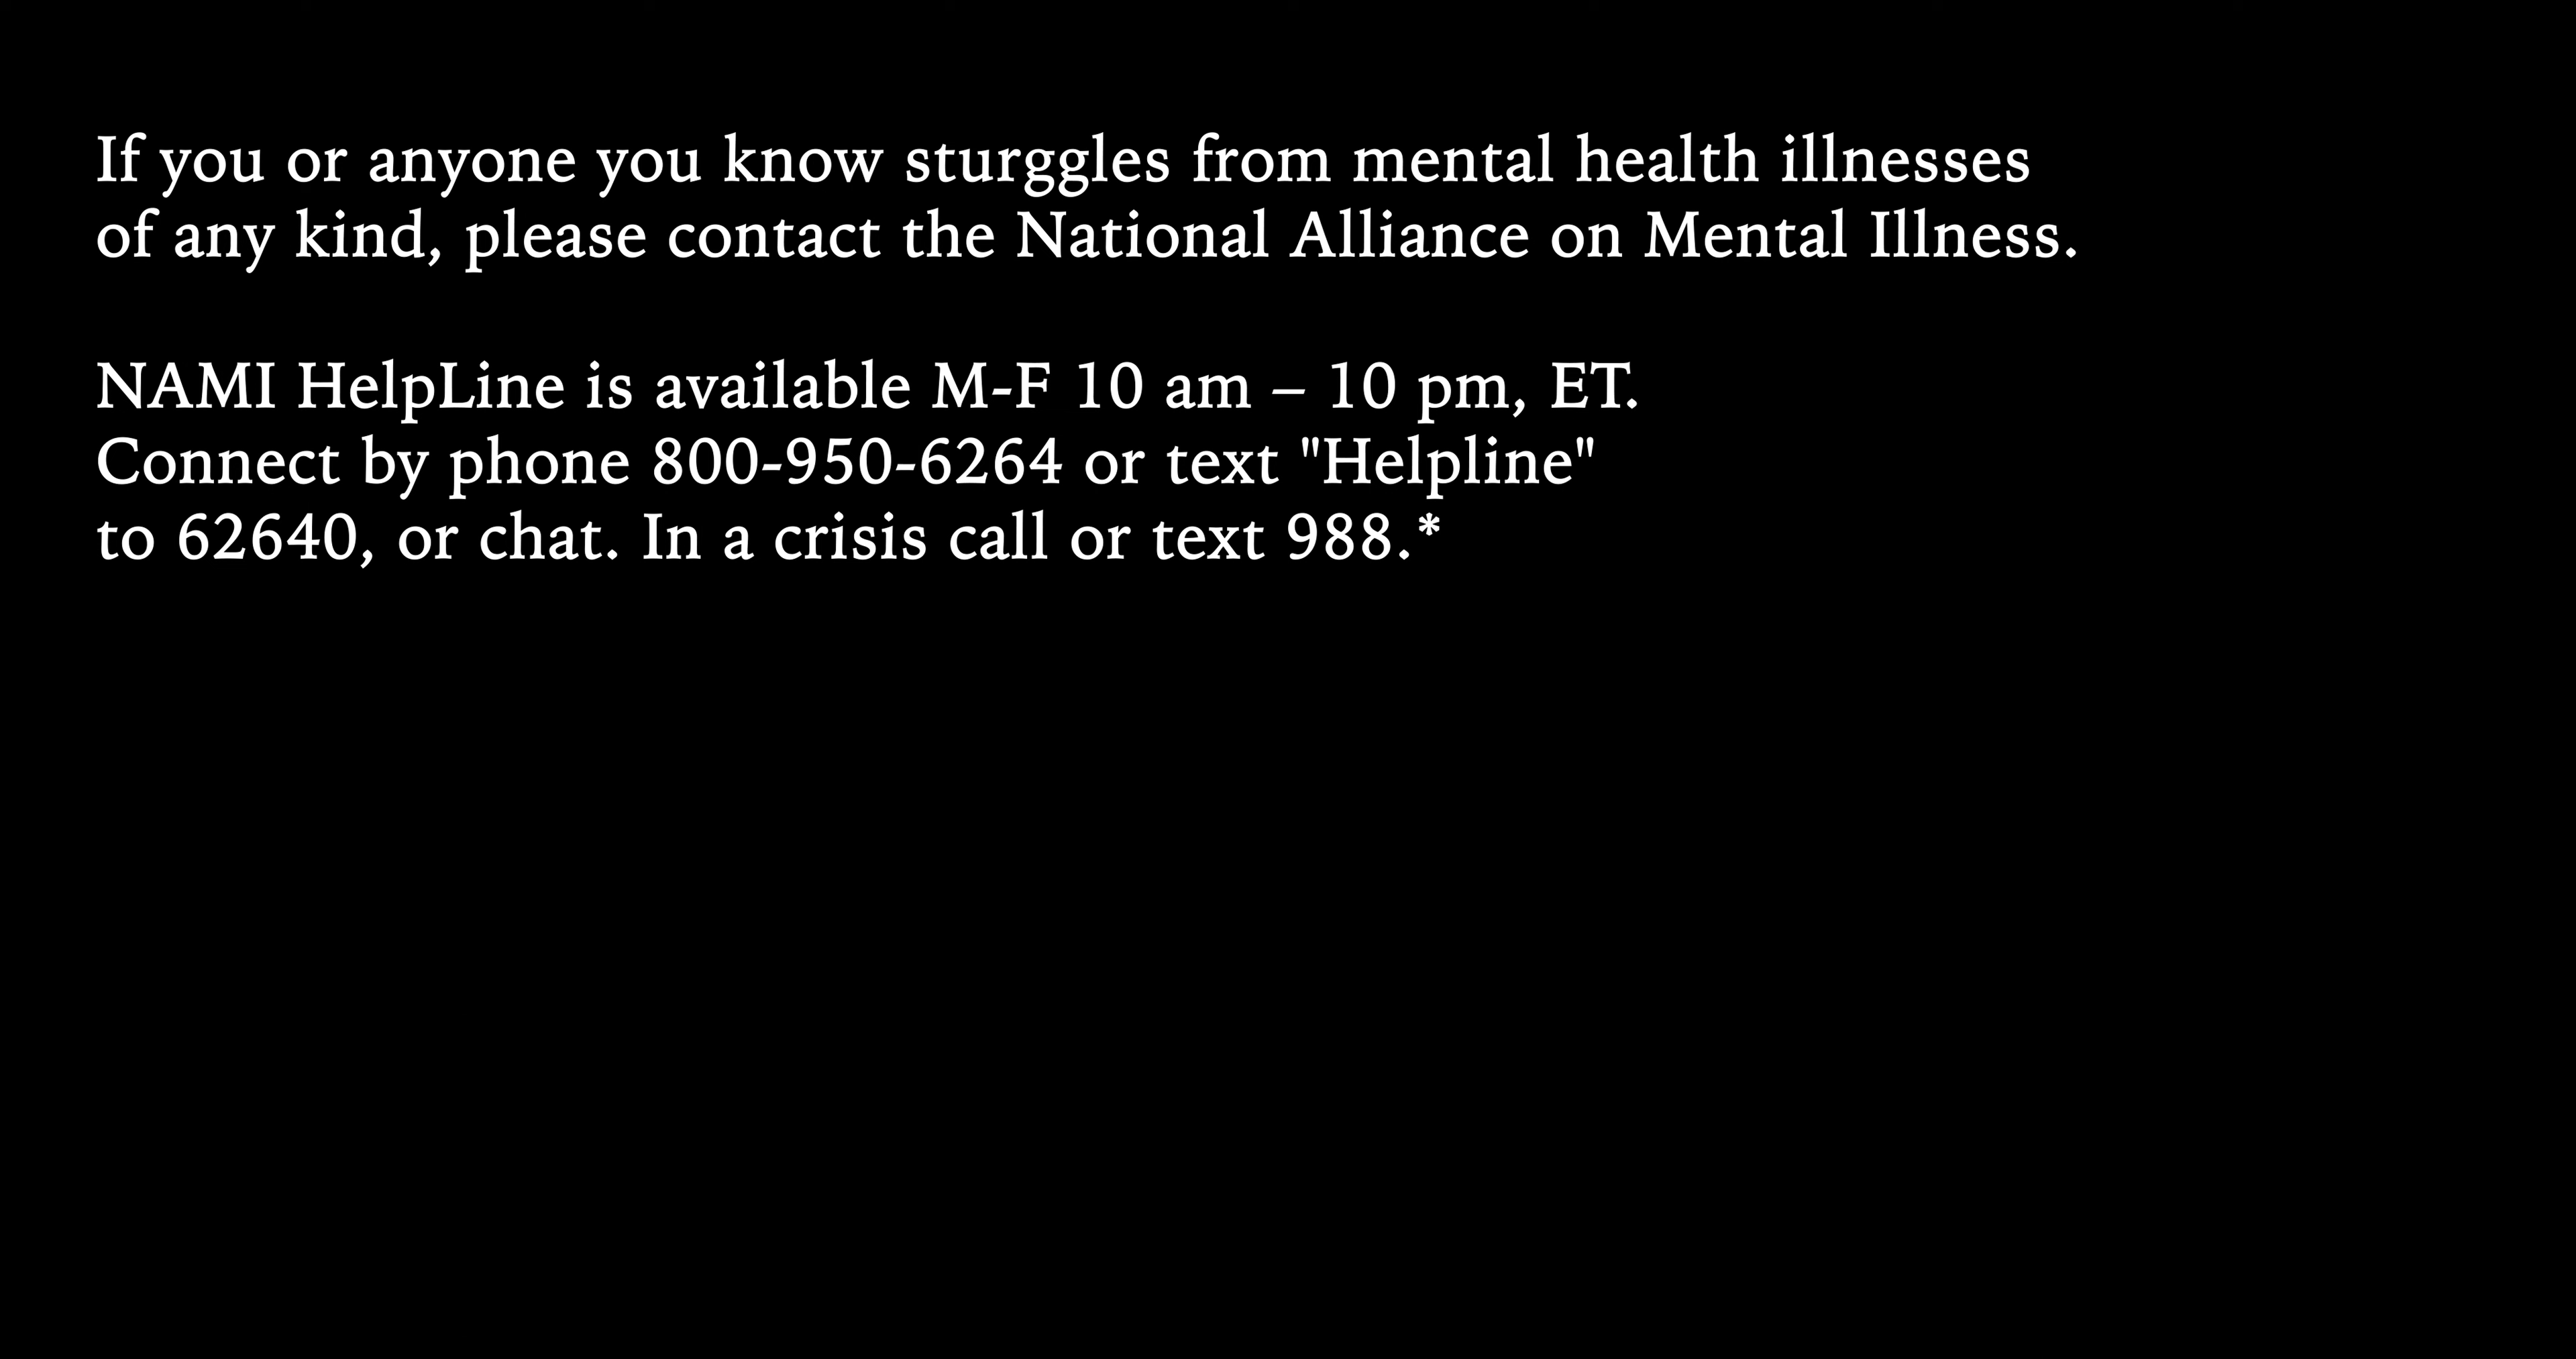 If you or anyone you know sturggles from mental health illnesses
of any kind, please contact the National Alliance on Mental Illness.
NAMI HelpLine is available M-F 10 am – 10 pm, ET.
Connect by phone 800-950-6264 or text "Helpline"
to 62640, or chat. In a crisis call or text 988.*